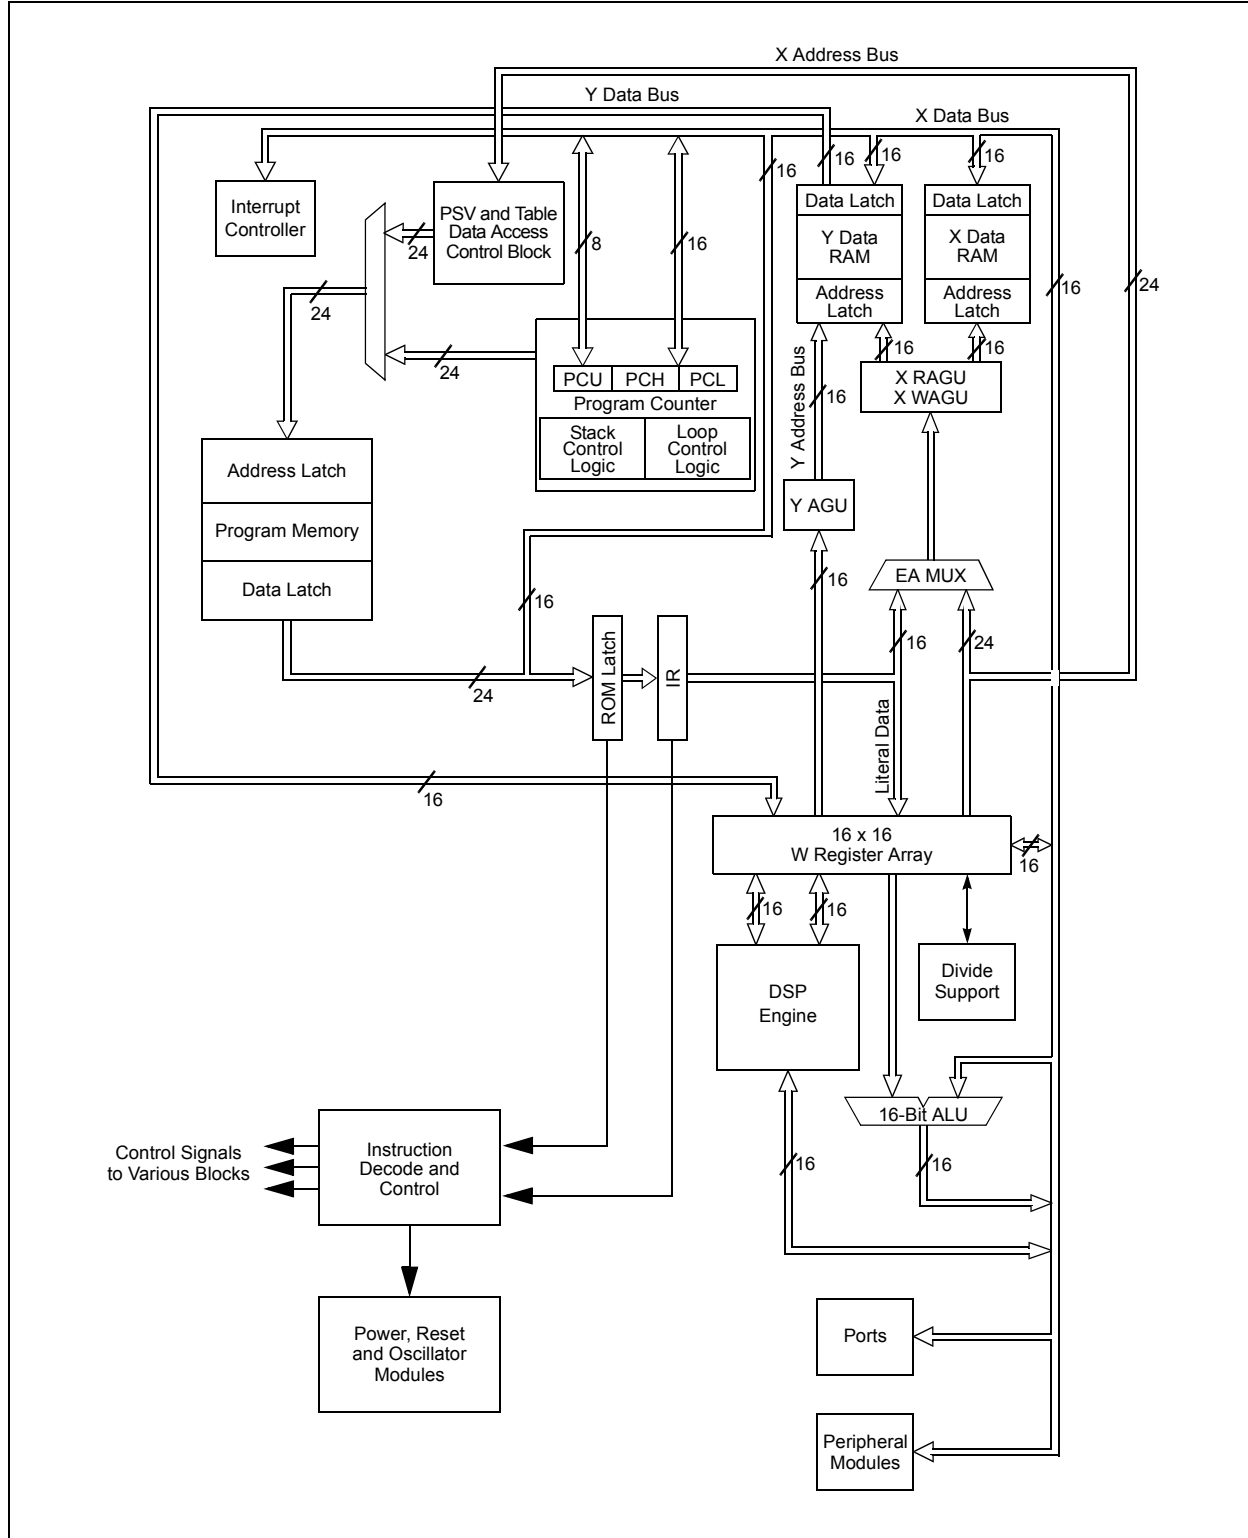 X Address Bus
Y Data Bus
X Data Bus
16
16
16
16
Interrupt
Controller
PSV and Table
Data Access
Control Block
24
8
16
Data Latch
Y Data
RAM
Address
Latch
Data Latch
X Data
RAM
Address
Latch
16
24
24
24
16
16
PCU
PCH
PCL
Program Counter
Stack
Control
Logic
Loop
Control
Logic
X RAGU
X WAGU
Y Address Bus
16
Y AGU
Address Latch
Program Memory
Data Latch
16
EA MUX
16
16
24
24
ROM Latch
IR
Literal Data
16
16 x 16
W Register Array
16
16
16
DSP
Engine
Divide
Support
16-Bit ALU
16
16
Control Signals
to Various Blocks
Instruction
Decode and
Control
Power, Reset
and Oscillator
Modules
Ports
Peripheral
Modules